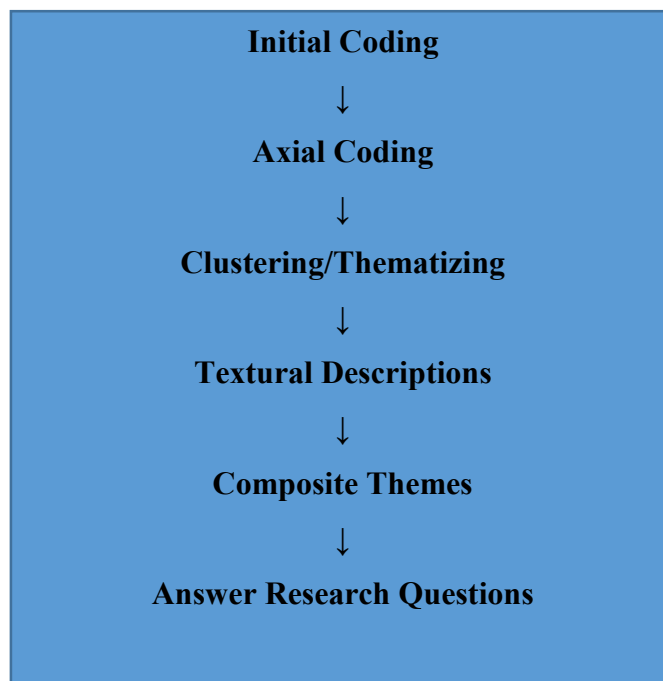 Initial Coding
↓
Axial Coding
↓
Clustering/Thematizing
↓
Textural Descriptions
↓
Composite Themes
↓
Answer Research Questions